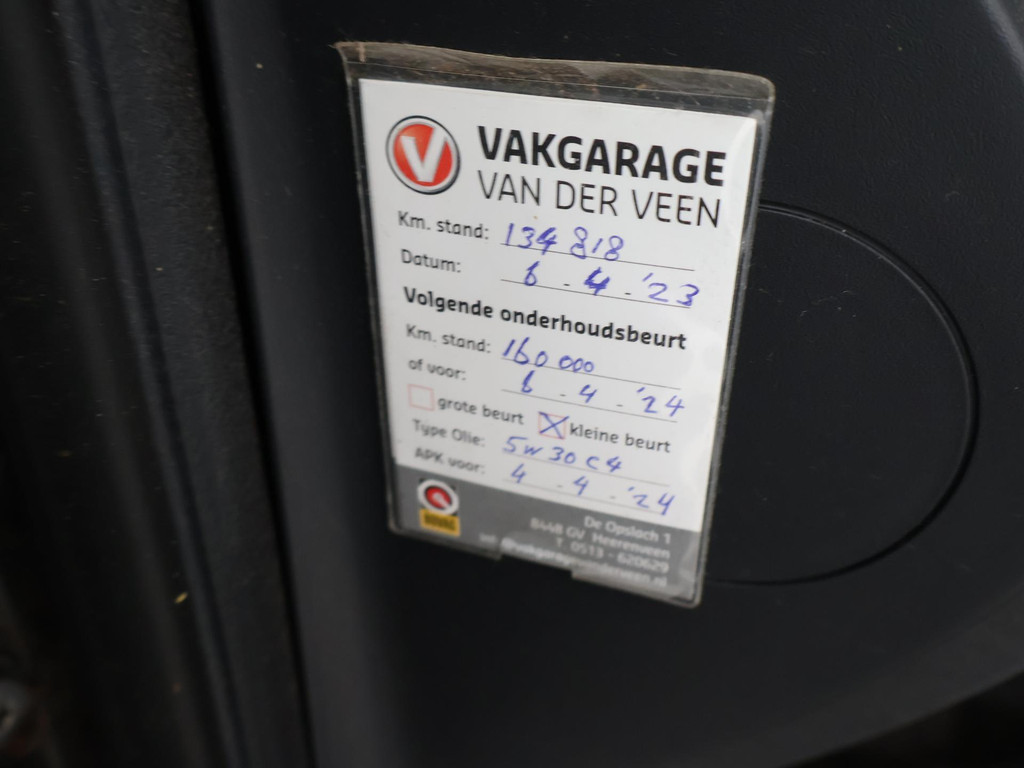 V
VAKGARAGE
VAN DER VEEN
Km. stand: 134 818
Datum: 6 - 4 - '23
Volgende onderhoudsbeurt
Km. stand: 160 000
of voor: 6 - 4 - '24
grote beurt X kleine beurt
Type Olie: 5W30 C4
APK voor: 4 - 4 - '24
BOVAG
De Opslach 1
8448 GV Heerenveen
T. 0513 - 620629